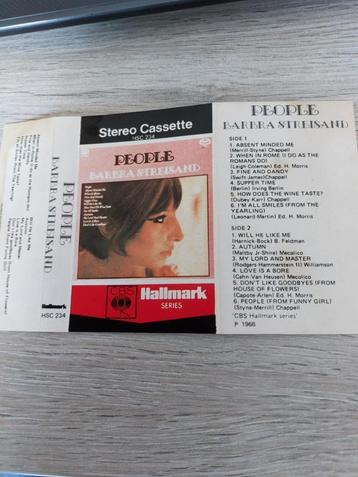 Stereo Cassette
HSC 234
PEOPLE
BARBRA STREISAND
CBS
Hallmark
SERIES
PEOPLE
BARBRA STREISAND
Hallmark
SERIES
HSC 234
PEOPLE
BARBRA STREISAND
SIDE 1
1. ABSENT MINDED ME
(Merrill-Styne) Chappell
2. WHEN IN ROME (I DO AS THE
ROMANS DO)
(Leigh-Coleman) Ed. H. Morris
3. FINE AND DANDY
(Swift-James)Chappell
4. SUPPER TIME
(Berlin) Irving Berlin
5. HOW DOES THE WINE TASTE?
(Dubey Karr) Chappell
6. I'M ALL SMILES (FROM THE
YEARLING)
(Leonard-Martin) Ed. H. Morris
SIDE 2
1. WILL HE LIKE ME
(Harnick-Bock) B. Feldman
2. AUTUMN
(Maltby Jr-Shire) Mecolico
3. MY LORD AND MASTER
(Rodgers-Hammerstein 11) Williamson
4. LOVE IS A BORE
(Cahn-Van Heusen) Mecolico
5. DON'T LIKE GOODBYES (FROM
HOUSE OF FLOWERS)
(Capote-Arlen) Ed. H. Morris
6. PEOPLE (FROM FUNNY GIRL)
(Styne-Merrill) Chappell
'CBS Hallmark series'
P 1966